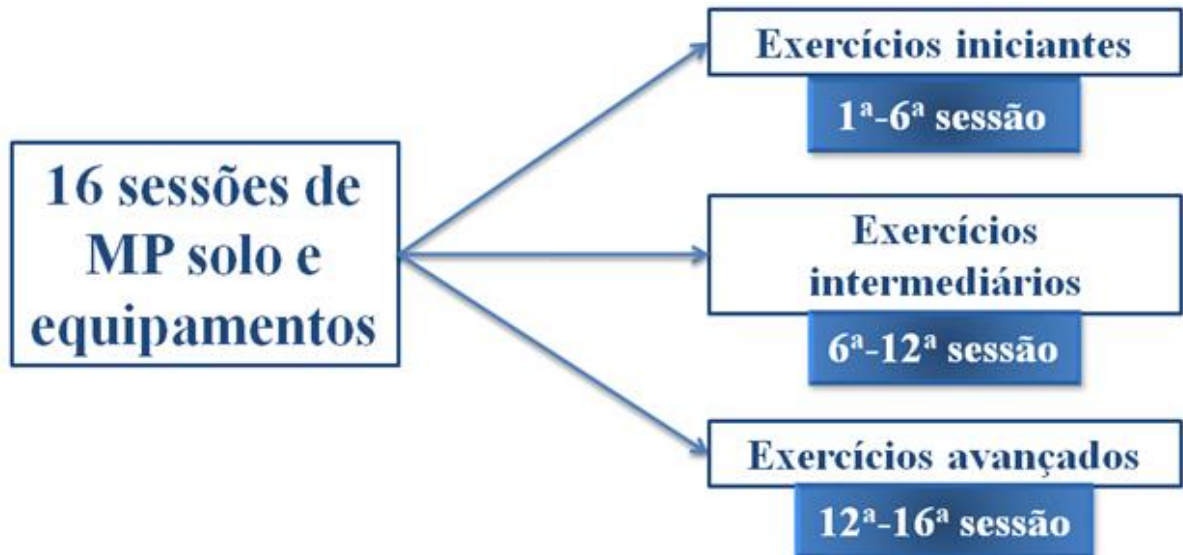 16 sessões de
MP solo e
equipamentos
Exercícios iniciantes
1ª-6ª sessão
Exercícios
intermediários
6ª-12ª sessão
Exercícios avançados
12ª-16ª sessão